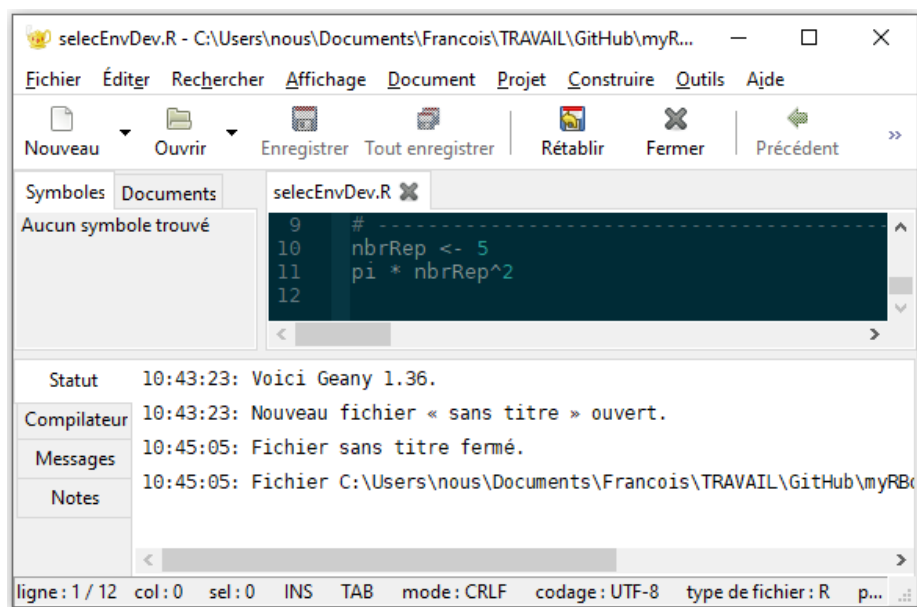 selecEnvDev.R - C:\Users\nous\Documents\Francois\TRAVAIL\GitHub\myR...
Fichier Éditer Rechercher Affichage Document Projet Construire Outils Ajde
Nouveau Ouvrir Enregistrer Tout enregistrer Rétablir Fermer Précédent »
Symboles Documents selecEnvDev.R
Aucun symbole trouvé
9 # --------------------------------------------
10 nbrRep <- 5
11 pi * nbrRep^2
12
Statut
Compilateur
Messages
Notes
10:43:23: Voici Geany 1.36.
10:43:23: Nouveau fichier « sans titre » ouvert.
10:45:05: Fichier sans titre fermé.
10:45:05: Fichier C:\Users\nous\Documents\Francois\TRAVAIL\GitHub\myRBo
ligne : 1 / 12 col : 0 sel : 0 INS TAB mode : CRLF codage : UTF-8 type de fichier : R p...